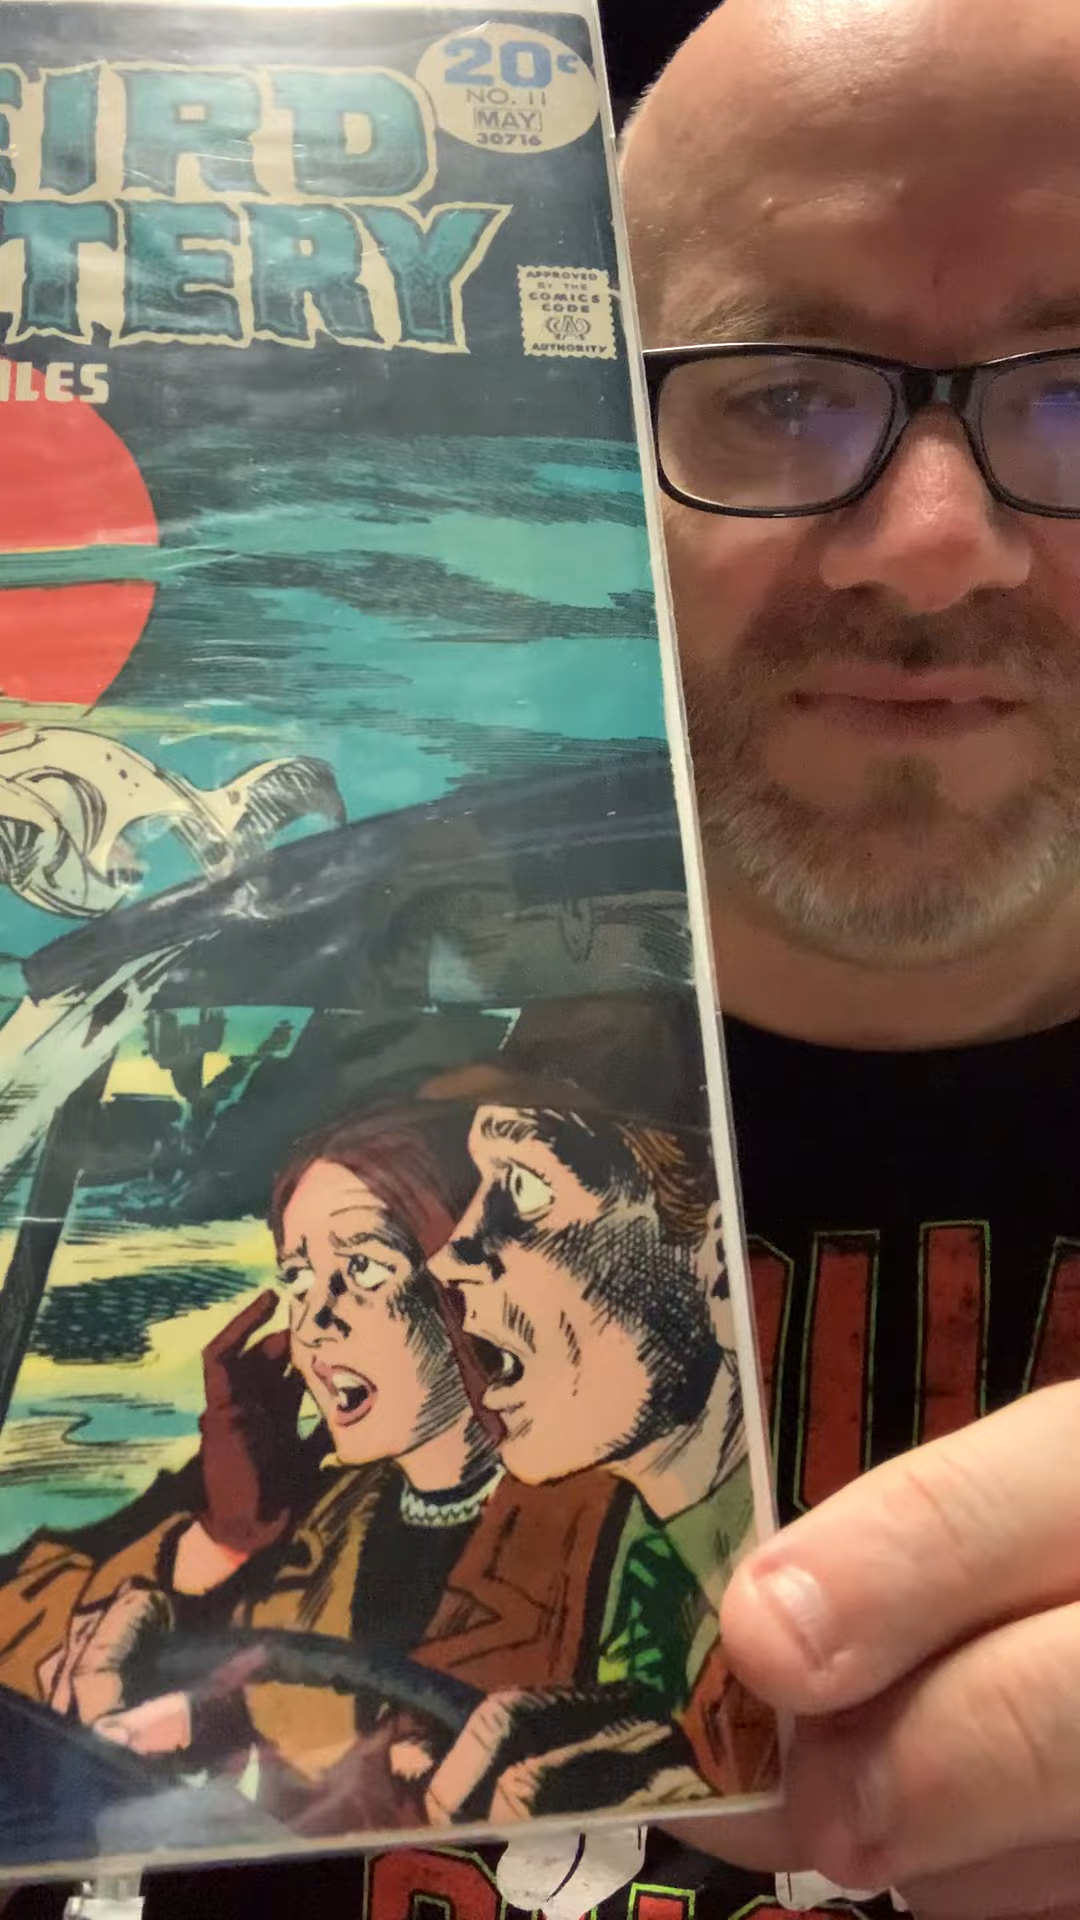 EIRD
TERY
ILES
20¢
NO. 11
MAY
30716
APPROVED
BY THE
COMICS
CODE
CA
AUTHORITY